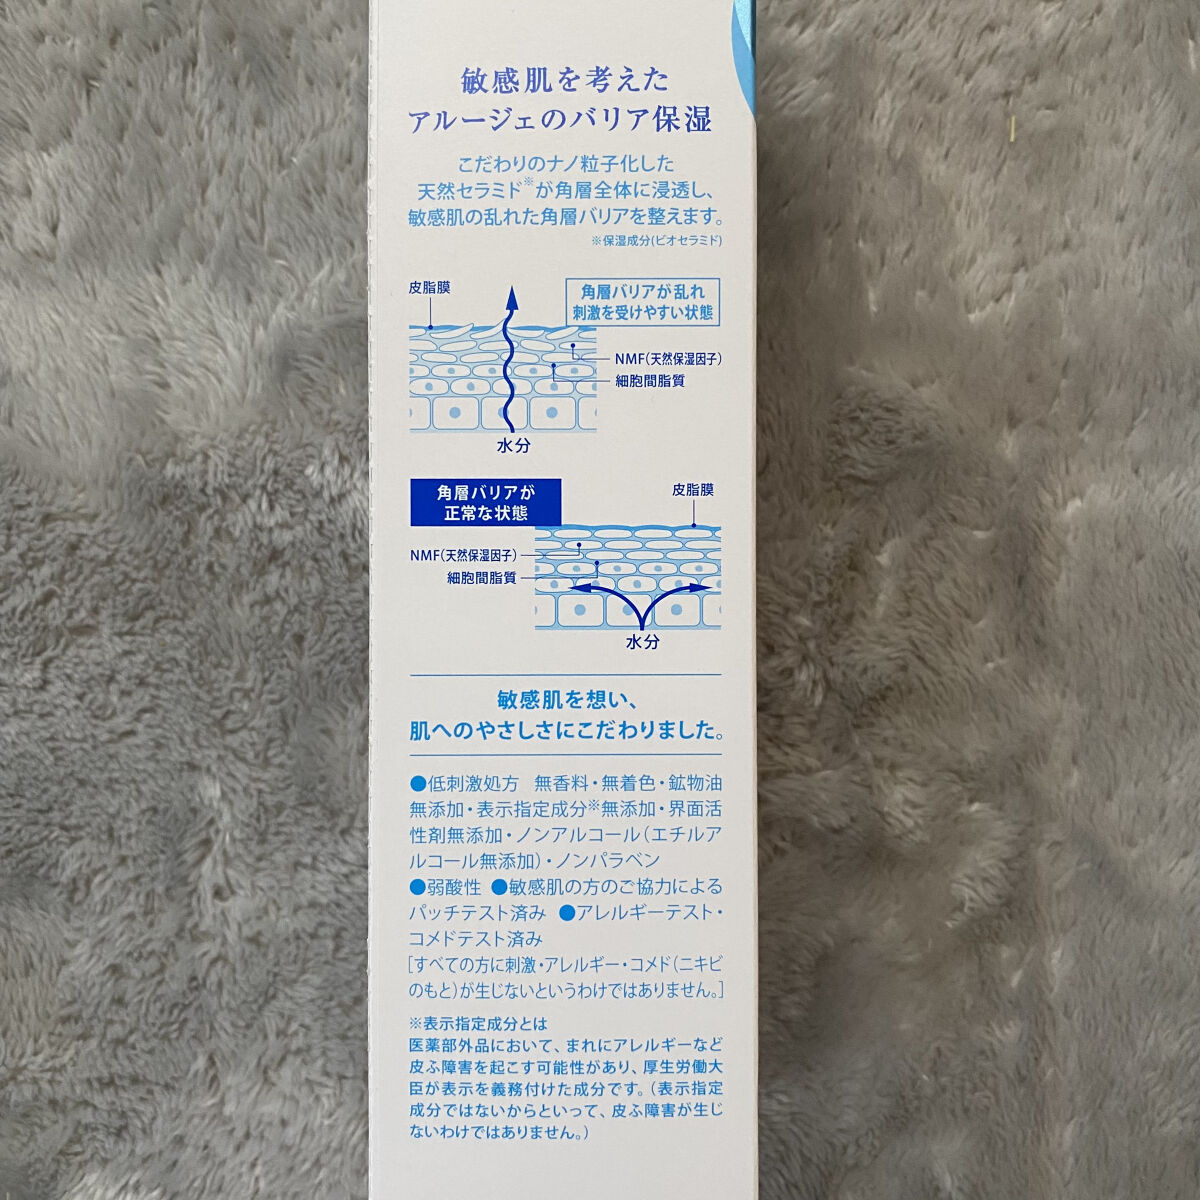 敏感肌を考えた
アルージェのバリア保湿
こだわりのナノ粒子化した
天然セラミド※が角層全体に浸透し、
敏感肌の乱れた角層バリアを整えます。
※保湿成分(ビオセラミド)
皮脂膜
角層バリアが乱れ
刺激を受けやすい状態
NMF(天然保湿因子)
細胞間脂質
水分
角層バリアが
正常な状態
皮脂膜
NMF(天然保湿因子)
細胞間脂質
水分
敏感肌を想い、
肌へのやさしさにこだわりました。
●低刺激処方 無香料・無着色・鉱物油
無添加・表示指定成分※無添加・界面活
性剤無添加・ノンアルコール(エチルア
ルコール無添加)・ノンパラベン
●弱酸性 ●敏感肌の方のご協力による
パッチテスト済み ●アレルギーテスト・
コメドテスト済み
[すべての方に刺激・アレルギー・コメド(ニキビ
のもと)が生じないというわけではありません。]
※表示指定成分とは
医薬部外品において、まれにアレルギーなど
皮ふ障害を起こす可能性があり、厚生労働大
臣が表示を義務付けた成分です。(表示指定
成分ではないからといって、皮ふ障害が生じ
ないわけではありません。)